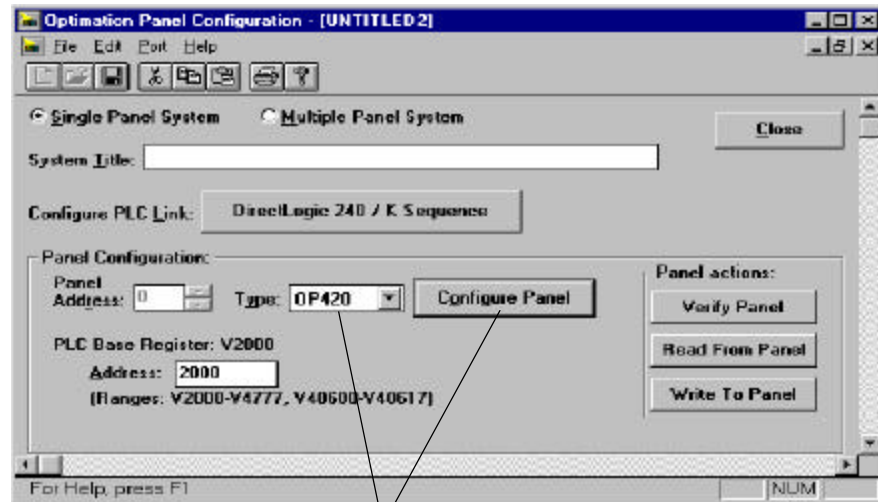 Optimation Panel Configuration - [UNTITLED 2]
File Edit Port Help
Single Panel System Multiple Panel System
Close
System Title:
Configure PLC Link: DirectLogic 240 / K Sequence
Panel Configuration:
Panel Address: 0 Type: OP420 Configure Panel
PLC Base Register: V2000
Address: 2000
(Ranges: V2000-V4777, V40600-V40617)
Panel actions:
Verify Panel
Read From Panel
Write To Panel
For Help, press F1
NUM